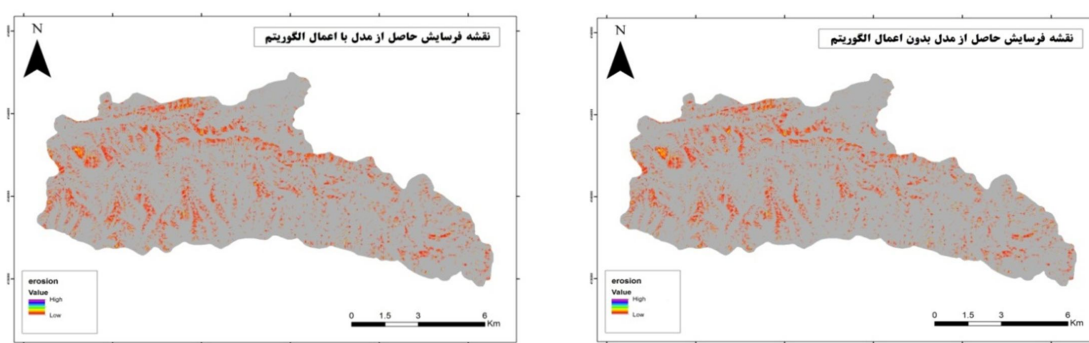 نقشه فرسایش حاصل از مدل با اعمال الگوریتم
N
erosion
Value
High
Low
0 1.5 3 6
Km
نقشه فرسایش حاصل از مدل بدون اعمال الگوریتم
N
erosion
Value
High
Low
0 1.5 3 6
Km